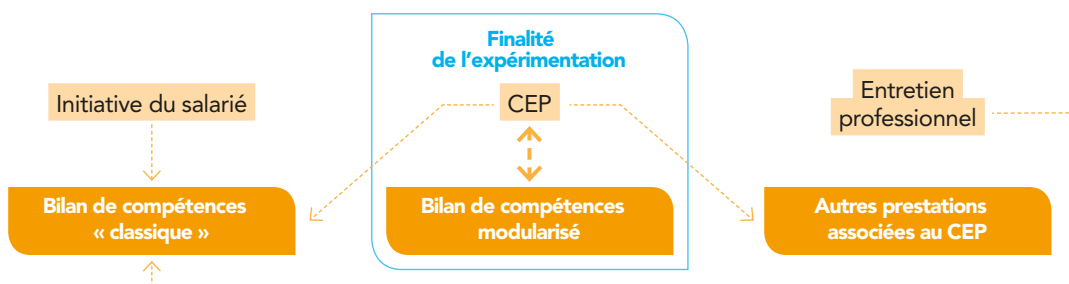 Finalité
de l'expérimentation
Initiative du salarié
CEP
Entretien
professionnel
Bilan de compétences
« classique »
Bilan de compétences
modularisé
Autres prestations
associées au CEP